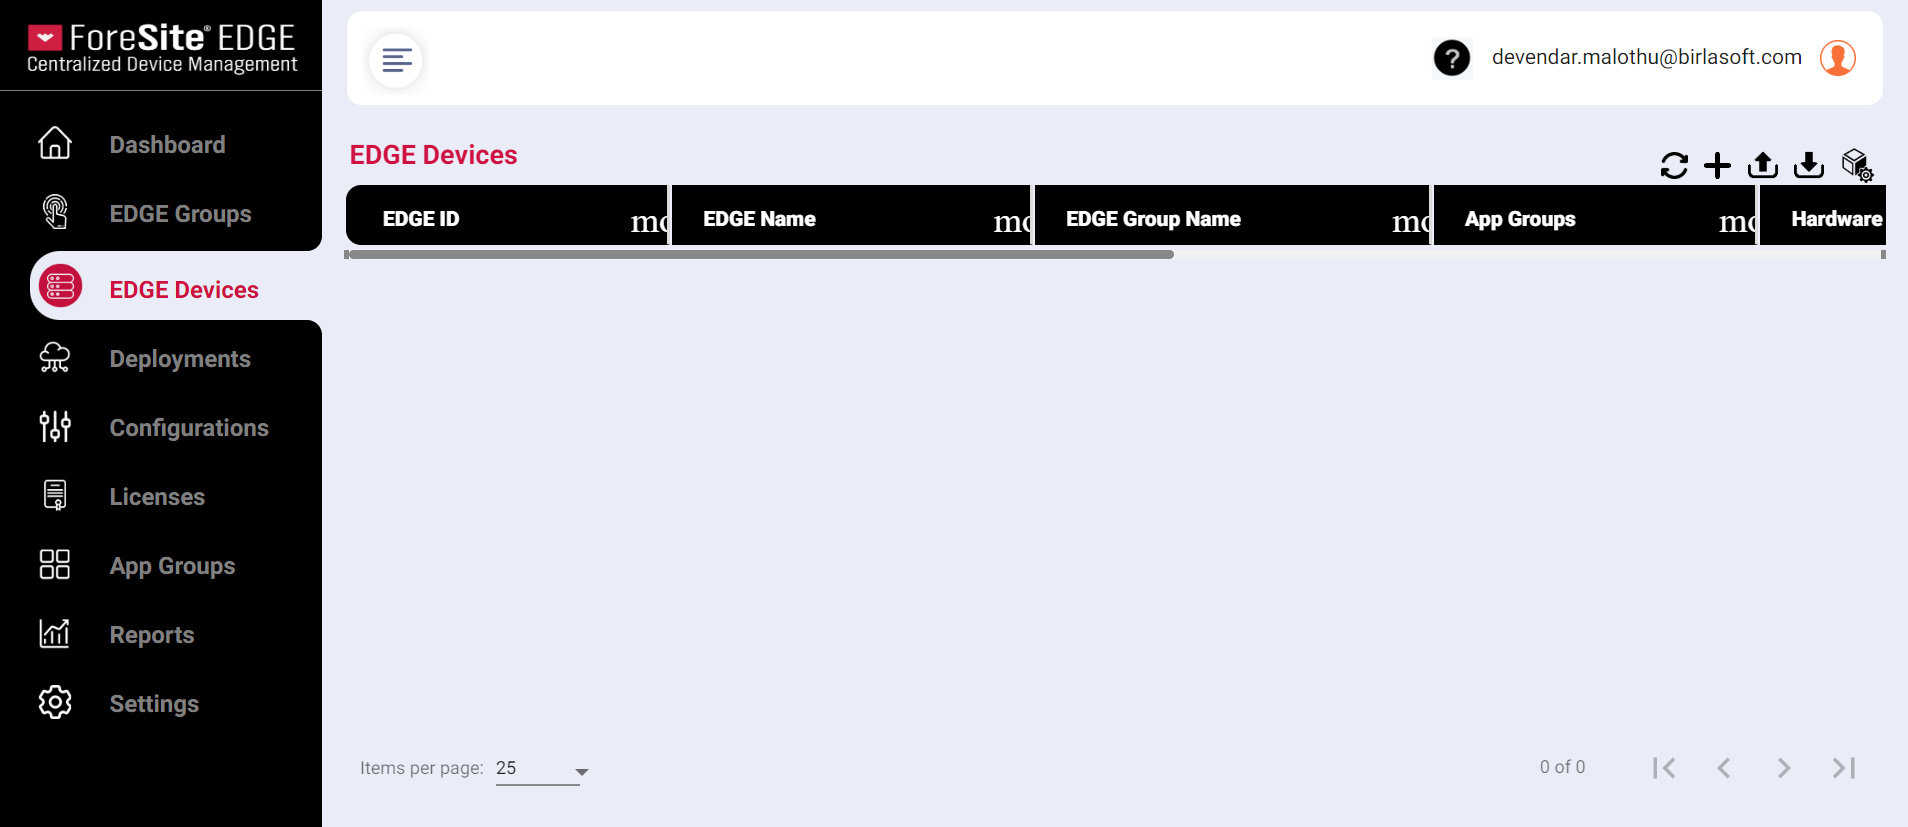 ForeSite® EDGE
Centralized Device Management
? devendar.malothu@birlasoft.com
Dashboard
EDGE Groups
EDGE Devices
Deployments
Configurations
Licenses
App Groups
Reports
Settings
EDGE Devices
EDGE ID mo EDGE Name mo EDGE Group Name mo App Groups mo Hardware
Items per page: 25 0 of 0